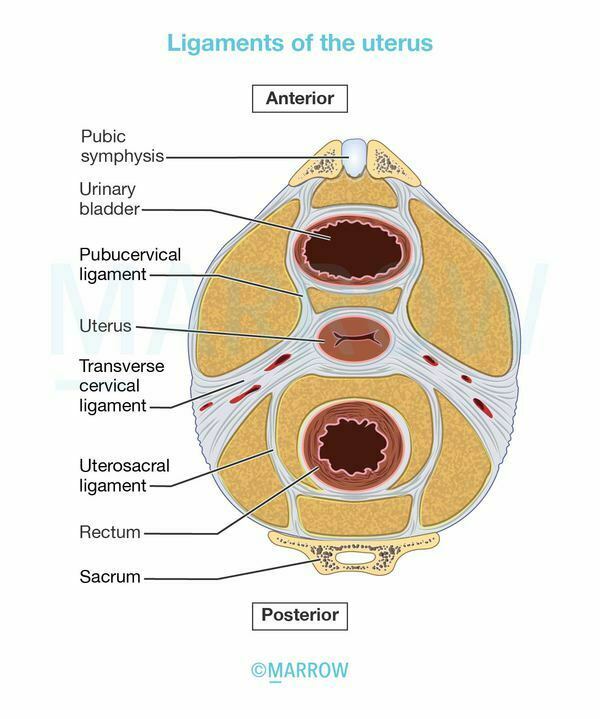 Ligaments of the uterus
Anterior
Pubic
symphysis
Urinary
bladder
Pubucervical
ligament
Uterus
Transverse
cervical
ligament
Uterosacral
ligament
Rectum
Sacrum
Posterior
©MARROW
MARROW